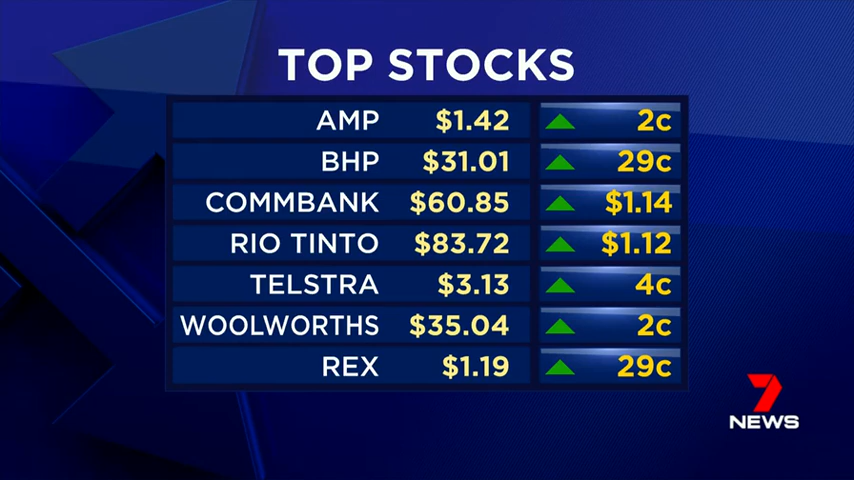 TOP STOCKS
AMP $1.42 ▲ 2c
BHP $31.01 ▲ 29c
COMMBANK $60.85 ▲ $1.14
RIO TINTO $83.72 ▲ $1.12
TELSTRA $3.13 ▲ 4c
WOOLWORTHS $35.04 ▲ 2c
REX $1.19 ▲ 29c
7
NEWS